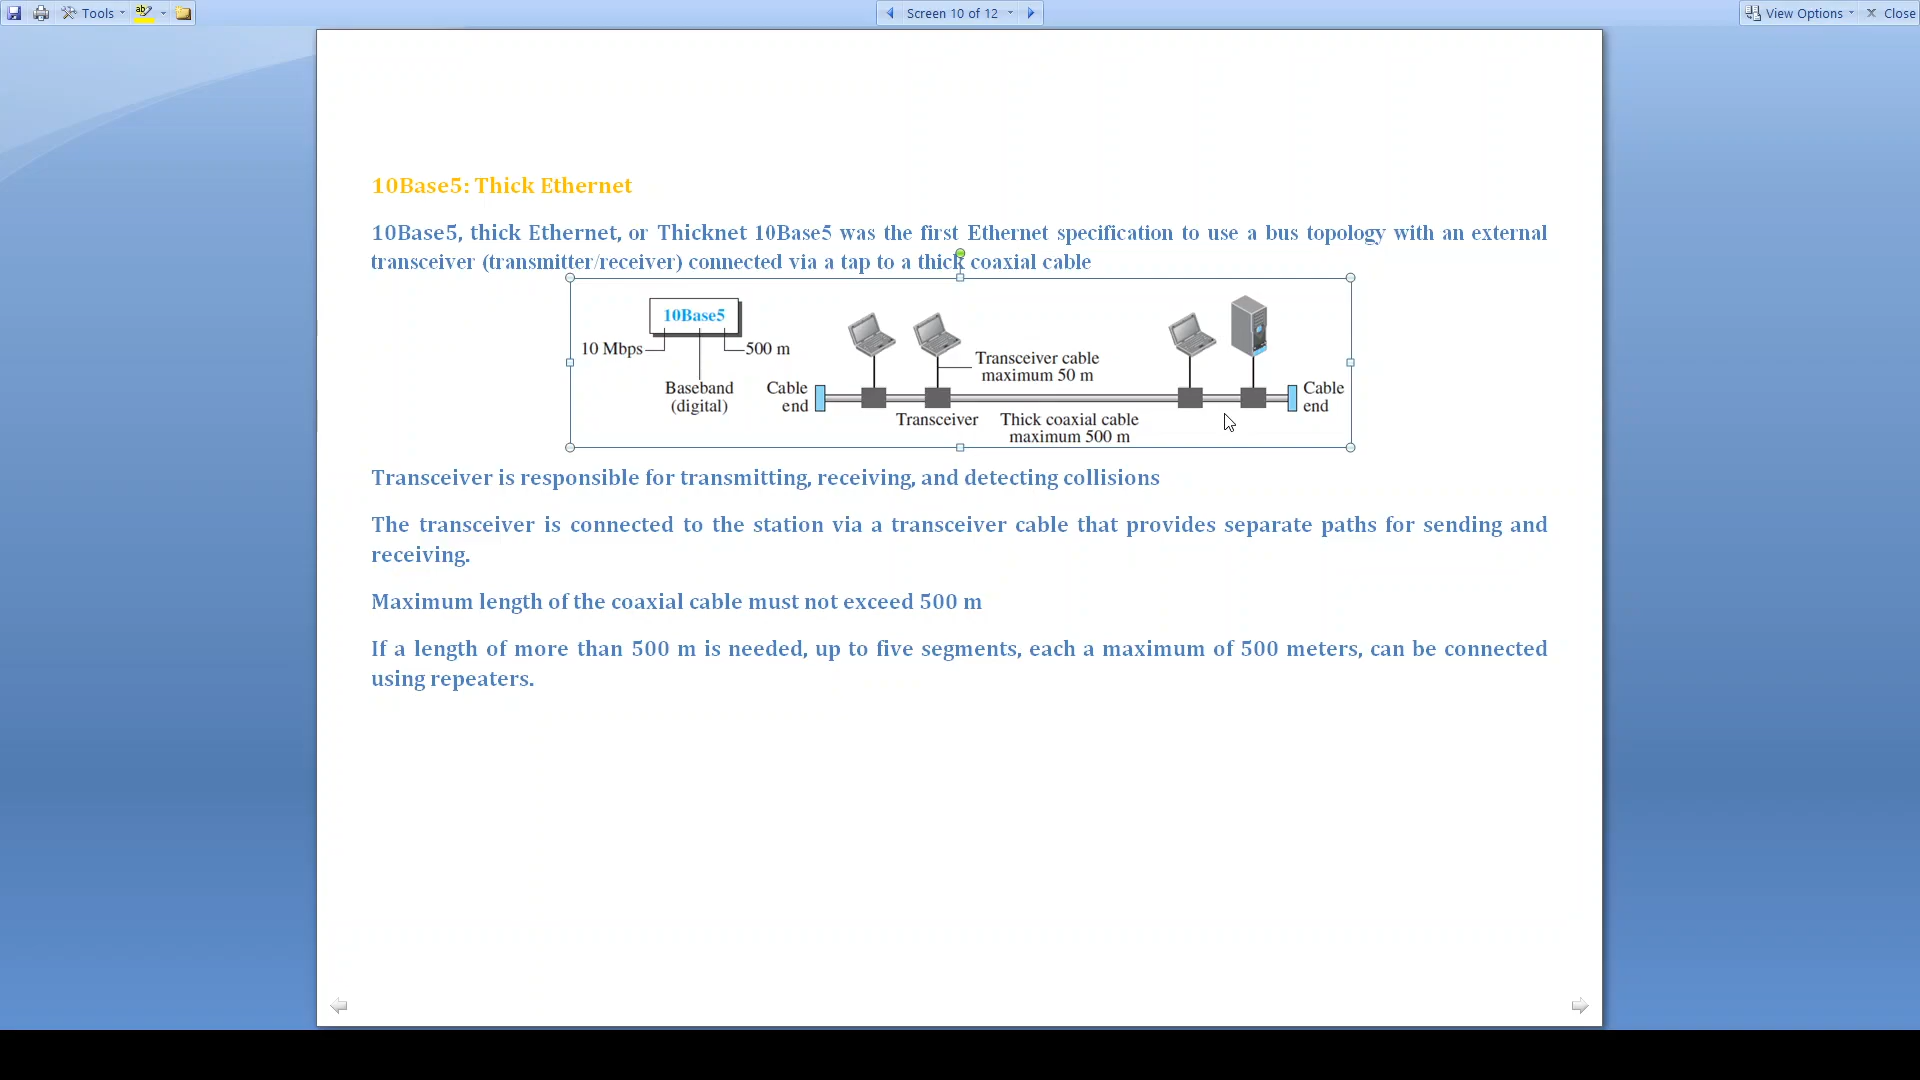 Tools
ab
Screen 10 of 12
View Options
Close
10Base5: Thick Ethernet
10Base5, thick Ethernet, or Thicknet 10Base5 was the first Ethernet specification to use a bus topology with an external
transceiver (transmitter/receiver) connected via a tap to a thick coaxial cable
10Base5
10 Mbps
500 m
Baseband
(digital)
Cable
end
Transceiver cable
maximum 50 m
Transceiver
Thick coaxial cable
maximum 500 m
Cable
end
Transceiver is responsible for transmitting, receiving, and detecting collisions
The transceiver is connected to the station via a transceiver cable that provides separate paths for sending and
receiving.
Maximum length of the coaxial cable must not exceed 500 m
If a length of more than 500 m is needed, up to five segments, each a maximum of 500 meters, can be connected
using repeaters.